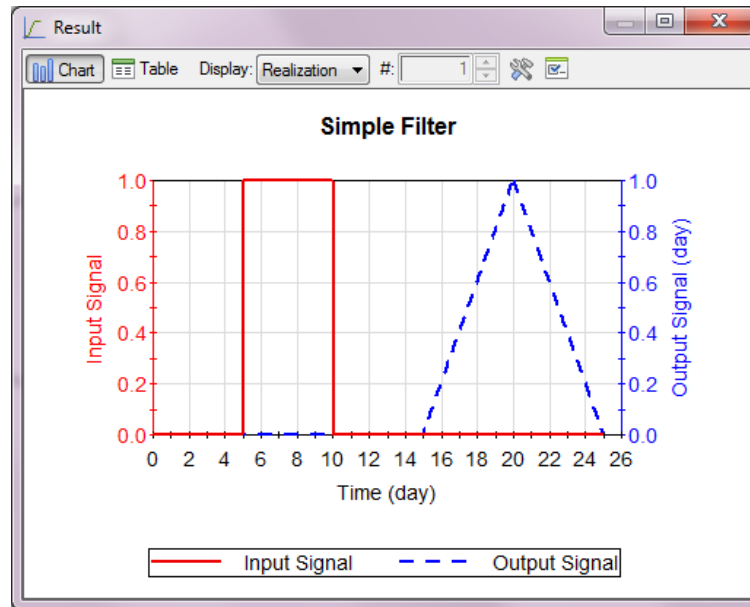 Result
Chart Table Display: Realization #: 1
Simple Filter
1.0 1.0
0.8 0.8
0.6 0.6
0.4 0.4
0.2 0.2
0.0 0.0
Input Signal
Output Signal (day)
0 2 4 6 8 10 12 14 16 18 20 22 24 26
Time (day)
Input Signal Output Signal